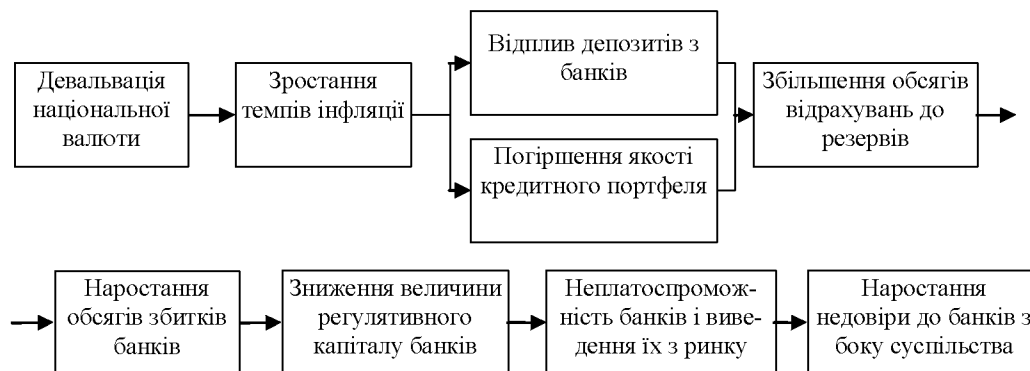 Девальвація
національної
валюти
Зростання
темпів інфляції
Відплив депозитів з
банків
Погіршення якості
кредитного портфеля
Збільшення обсягів
відрахувань до
резервів
Наростання
обсягів збитків
банків
Зниження величини
регулятивного
капіталу банків
Неплатоспромож-
ність банків і виве-
дення їх з ринку
Наростання
недовіри до банків з
боку суспільства